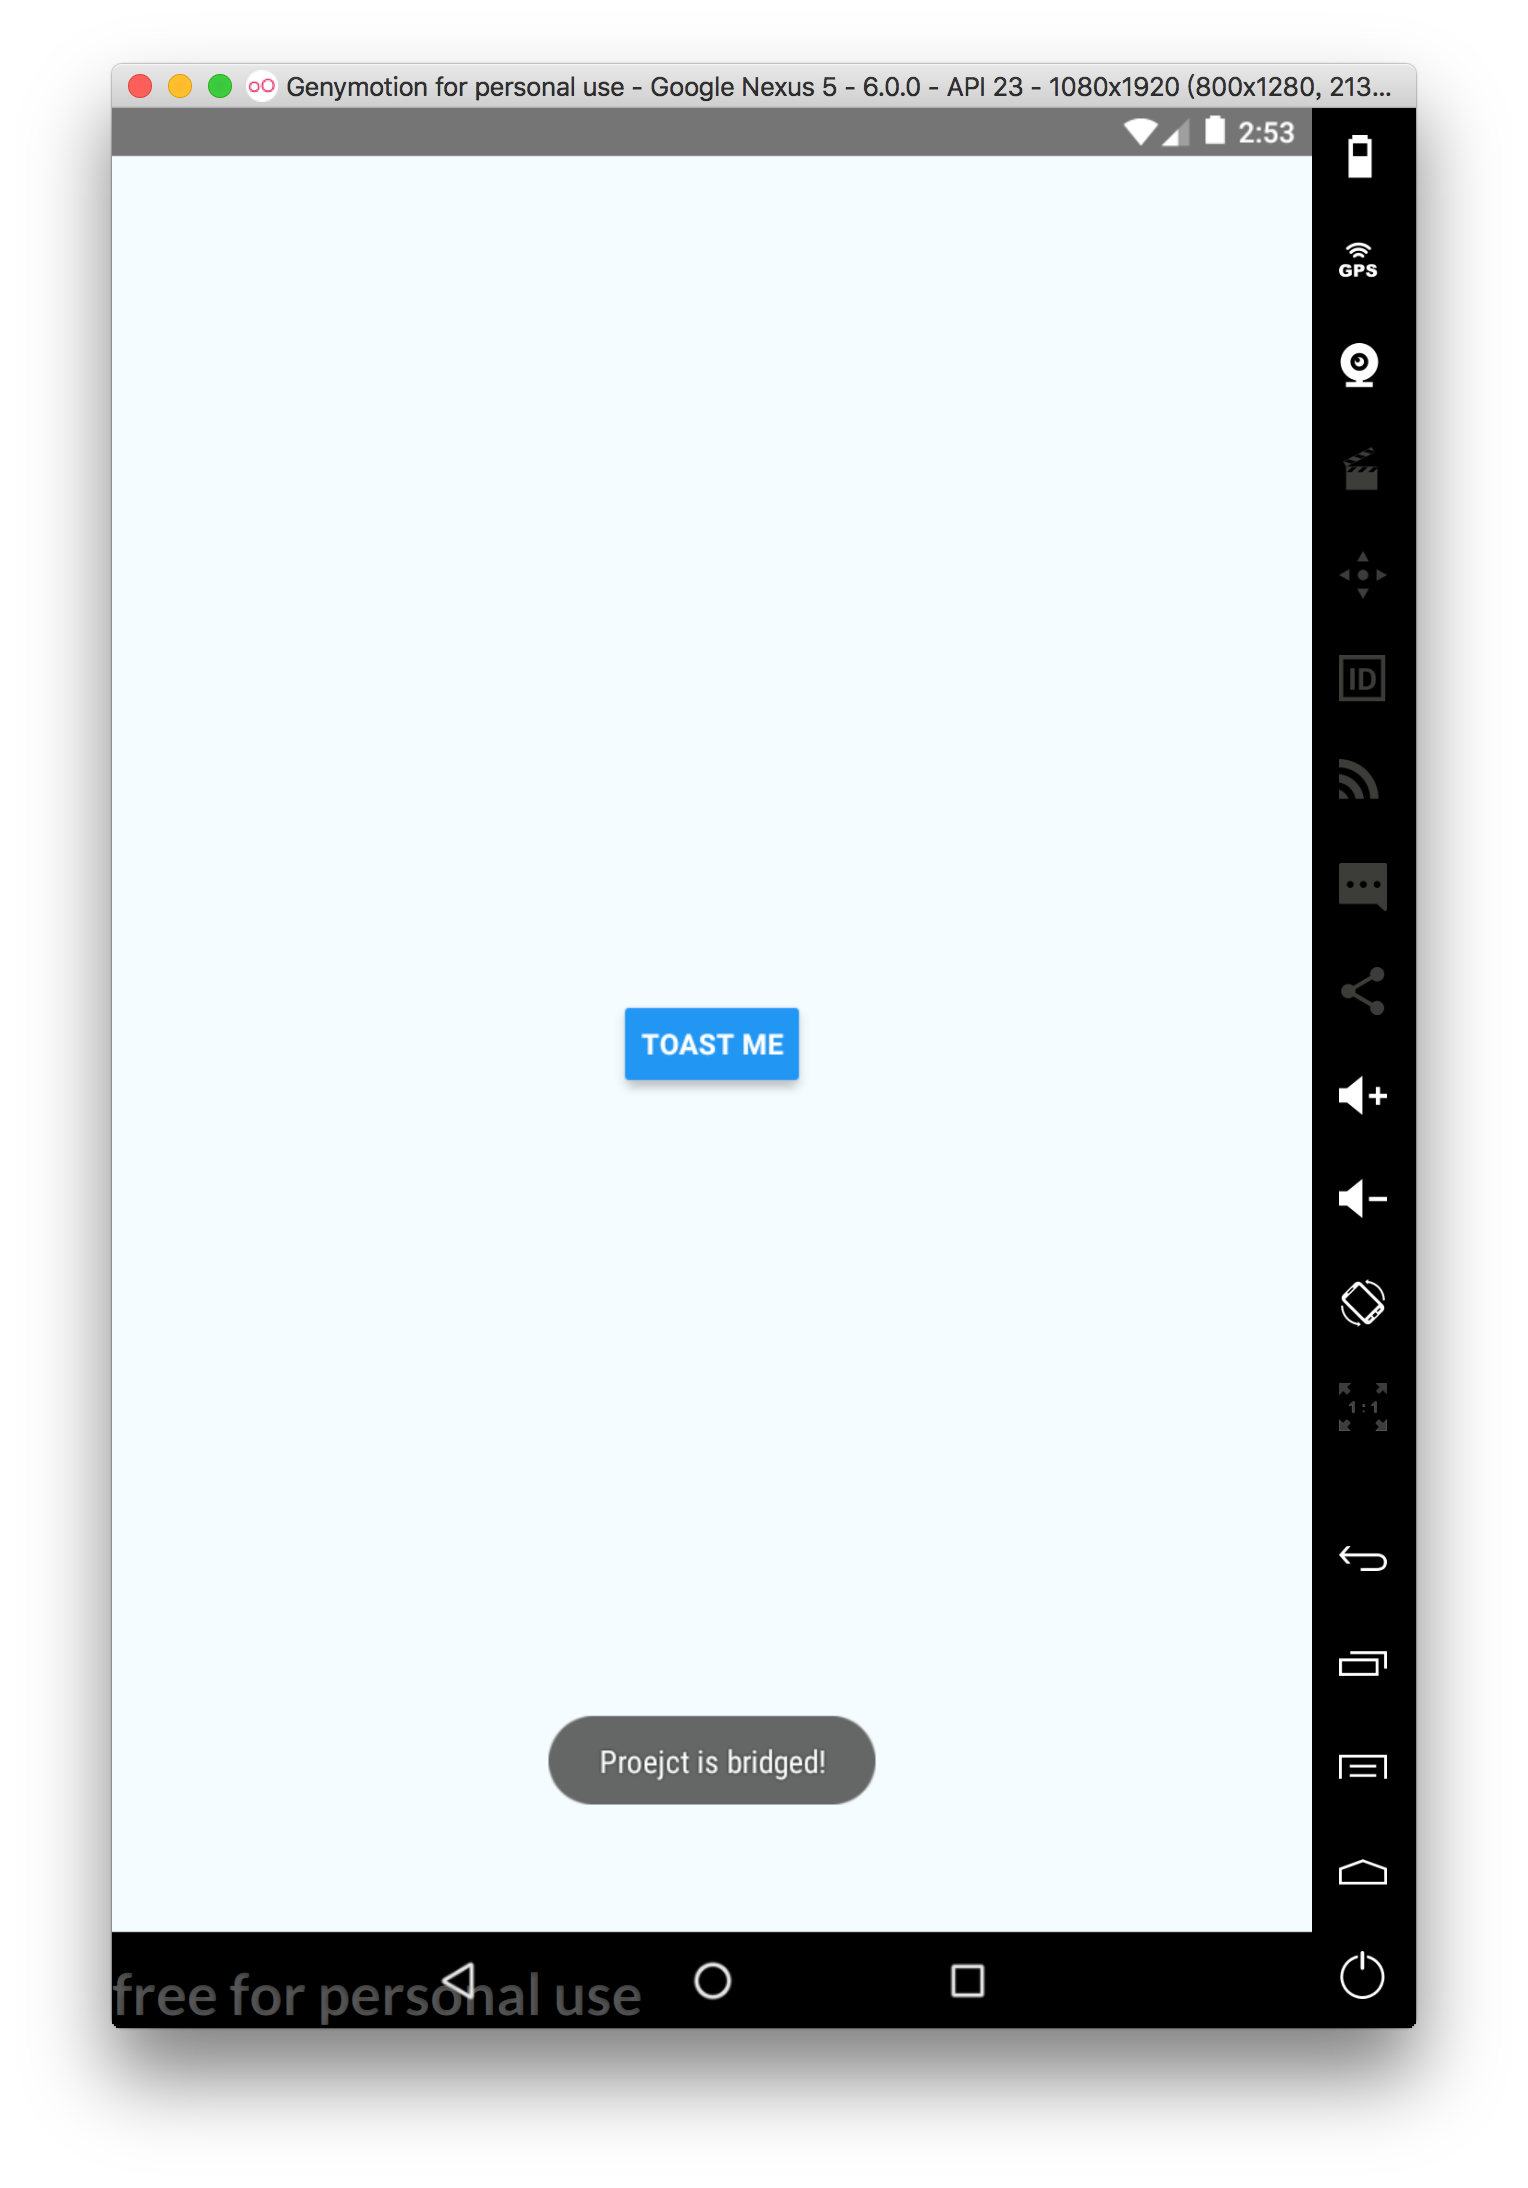 Genymotion for personal use - Google Nexus 5 - 6.0.0 - API 23 - 1080x1920 (800x1280, 213...
2:53
GPS
ID
TOAST ME
1:1
Proejct is bridged!
free for personal use